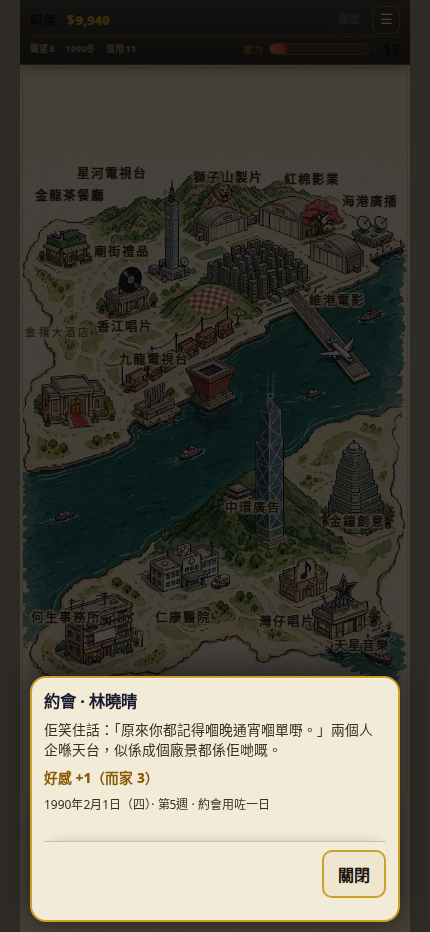 阿偉 $9,940 機度 ☰
聲望 5 · 1990冬 信用 11 壓力 17
星河電視台
獅子山製片
紅棉影業
金龍茶餐廳
海港廣播
廟街禮品
維港電影
香江唱片
金禧大酒店
九龍電視台
中環廣告
金鐘創意
何生事務所
仁康醫院
灣仔唱片
天星音樂
約會 · 林曉晴
佢笑住話：「原來你都記得嗰晚通宵嗰單嘢。」兩個人
企喺天台，似係成個廠景都係佢哋嘅。
好感 +1（而家 3）
1990年2月1日（四）· 第5週 · 約會用咗一日
關閉